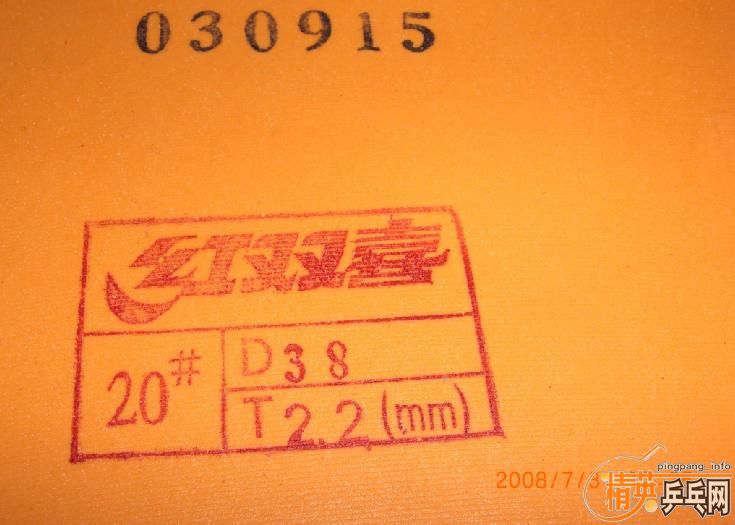 030915
红双喜
20# D38
T2.2(mm)
pingpang_info
2008/7/3
精英乒乓网